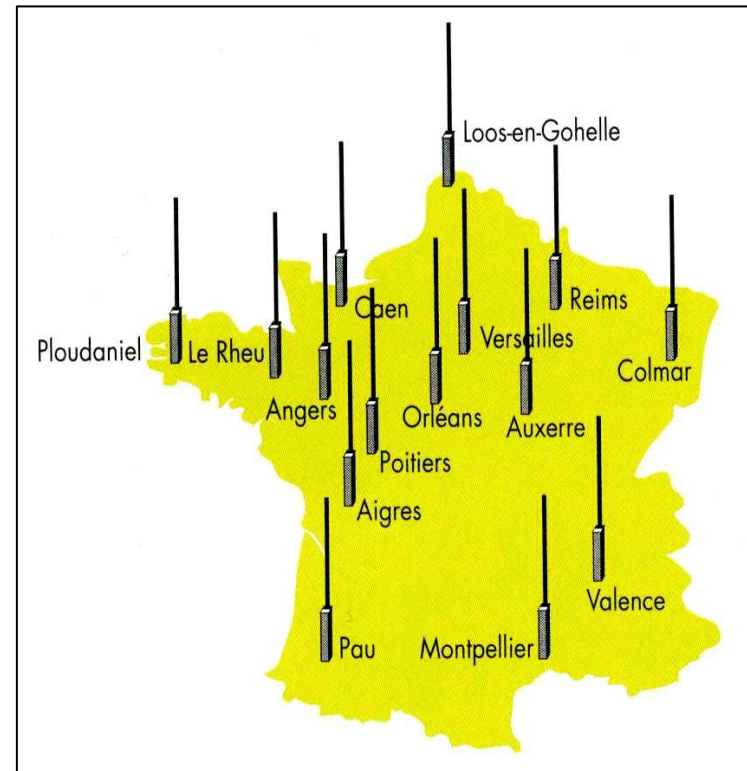 Loos-en-Gohelle
Caen
Reims
Versailles
Ploudaniel
Le Rheu
Colmar
Angers
Orléans
Auxerre
Poitiers
Aigres
Valence
Pau
Montpellier